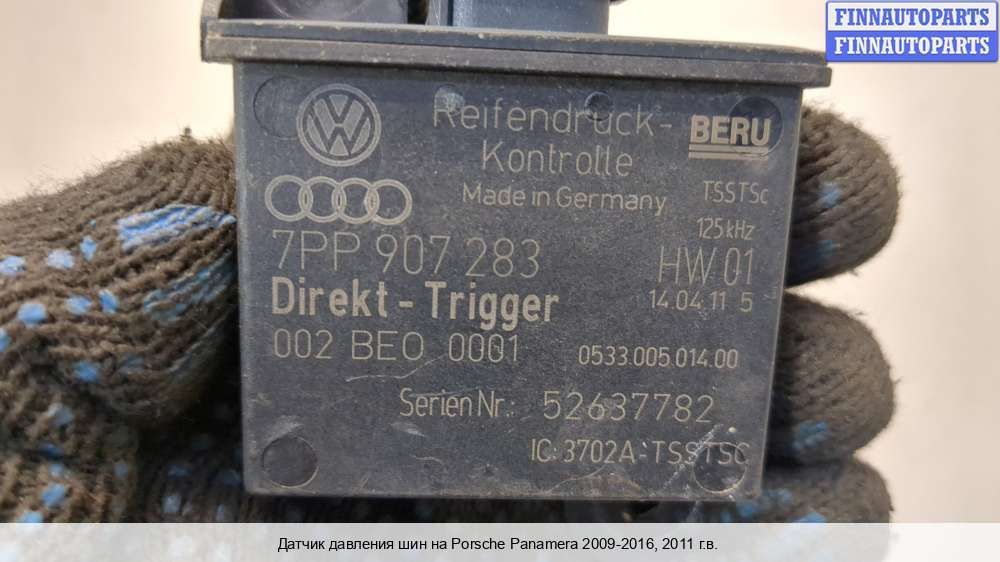 FINNAUTOPARTS
FINNAUTOPARTS
Reifendruck-
Kontrolle
BERU
Made in Germany
TSSTSc
125 kHz
7PP 907 283
HW 01
Direkt - Trigger
14.04.11 5
002 BEO 0001
0533.005.014.00
Serien Nr.: 52637782
IC: 3702A-TSSTSC
Датчик давления шин на Porsche Panamera 2009-2016, 2011 г.в.